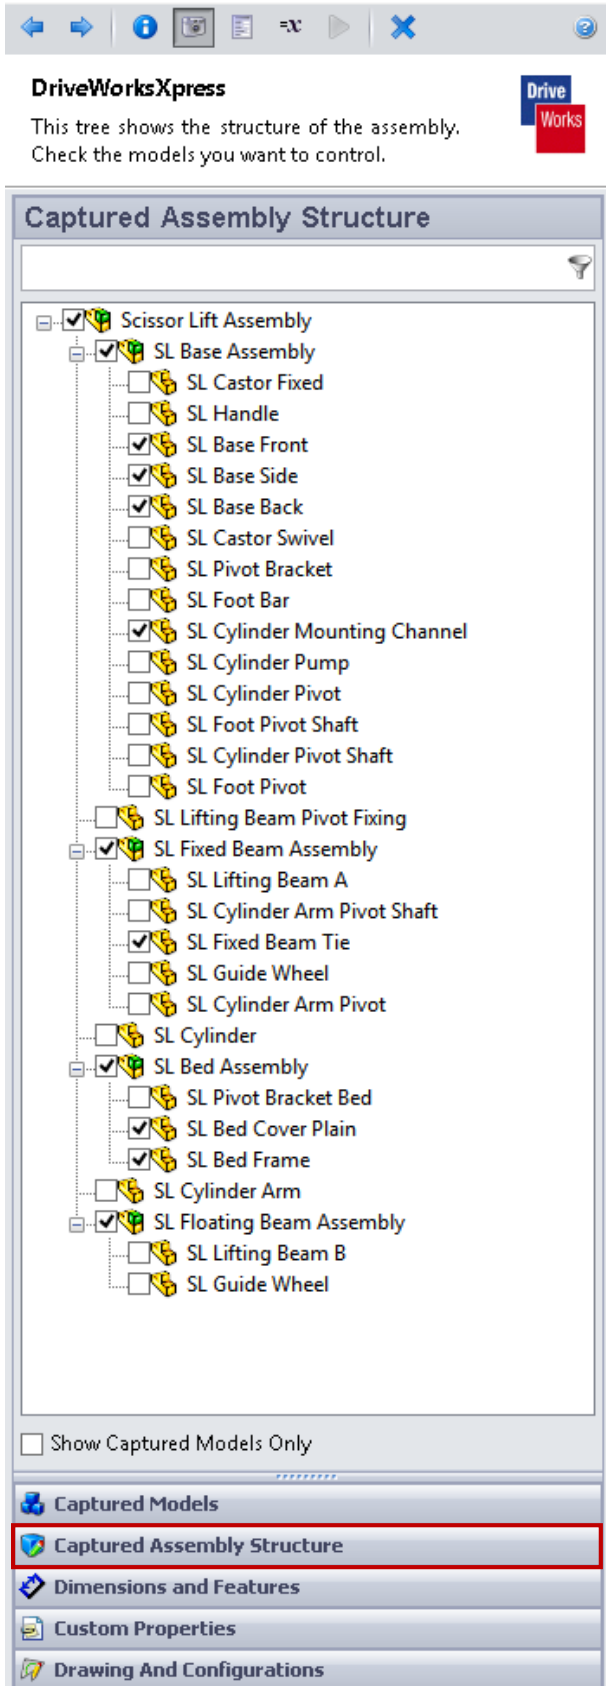 =x
DriveWorksXpress
This tree shows the structure of the assembly.
Check the models you want to control.
Drive
Works
Captured Assembly Structure
Scissor Lift Assembly
SL Base Assembly
SL Castor Fixed
SL Handle
SL Base Front
SL Base Side
SL Base Back
SL Castor Swivel
SL Pivot Bracket
SL Foot Bar
SL Cylinder Mounting Channel
SL Cylinder Pump
SL Cylinder Pivot
SL Foot Pivot Shaft
SL Cylinder Pivot Shaft
SL Foot Pivot
SL Lifting Beam Pivot Fixing
SL Fixed Beam Assembly
SL Lifting Beam A
SL Cylinder Arm Pivot Shaft
SL Fixed Beam Tie
SL Guide Wheel
SL Cylinder Arm Pivot
SL Cylinder
SL Bed Assembly
SL Pivot Bracket Bed
SL Bed Cover Plain
SL Bed Frame
SL Cylinder Arm
SL Floating Beam Assembly
SL Lifting Beam B
SL Guide Wheel
Show Captured Models Only
Captured Models
Captured Assembly Structure
Dimensions and Features
Custom Properties
Drawing And Configurations